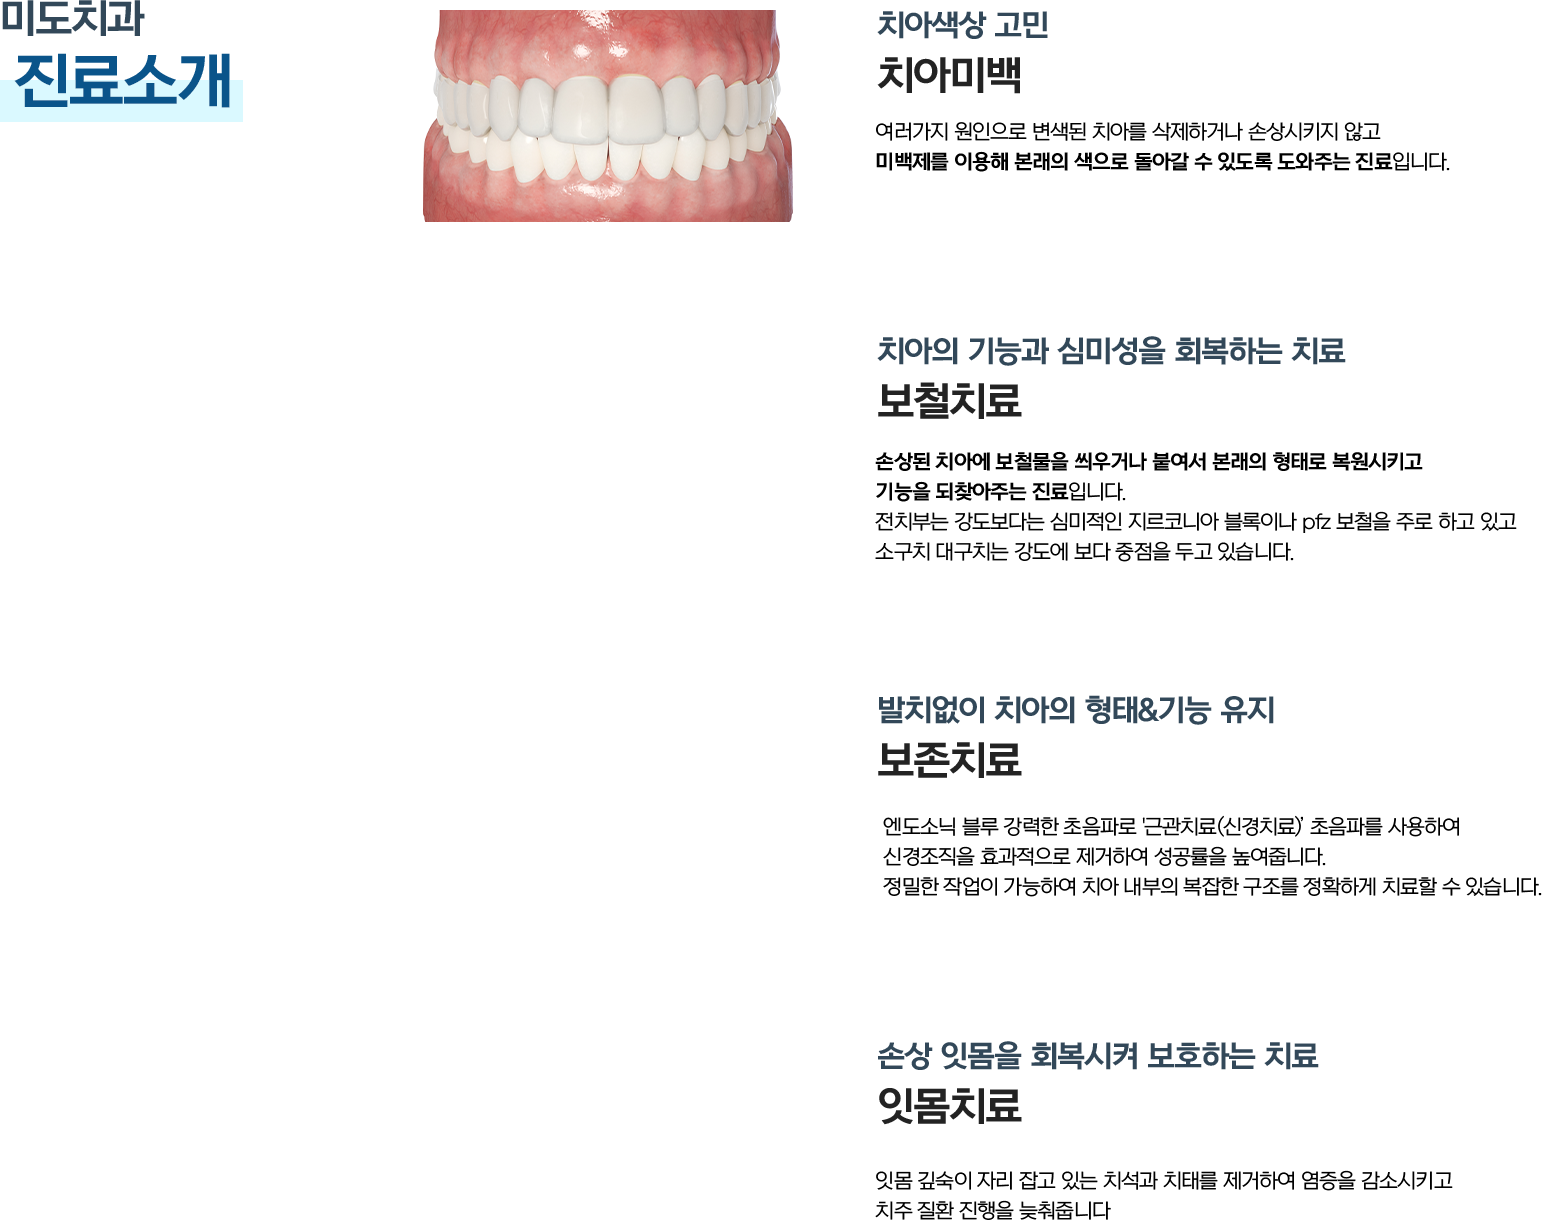 미도치과
진료소개
치아색상 고민
치아미백
여러가지 원인으로 변색된 치아를 삭제하거나 손상시키지 않고
미백제를 이용해 본래의 색으로 돌아갈 수 있도록 도와주는 진료입니다.
치아의 기능과 심미성을 회복하는 치료
보철치료
손상된 치아에 보철물을 씌우거나 붙여서 본래의 형태로 복원시키고
기능을 되찾아주는 진료입니다.
전치부는 강도보다는 심미적인 지르코니아 블록이나 pfz 보철을 주로 하고 있고
소구치 대구치는 강도에 보다 중점을 두고 있습니다.
발치없이 치아의 형태&기능 유지
보존치료
엔도소닉 블루 강력한 초음파로 '근관치료(신경치료)' 초음파를 사용하여
신경조직을 효과적으로 제거하여 성공률을 높여줍니다.
정밀한 작업이 가능하여 치아 내부의 복잡한 구조를 정확하게 치료할 수 있습니다.
손상 잇몸을 회복시켜 보호하는 치료
잇몸치료
잇몸 깊숙이 자리 잡고 있는 치석과 치태를 제거하여 염증을 감소시키고
치주 질환 진행을 늦춰줍니다